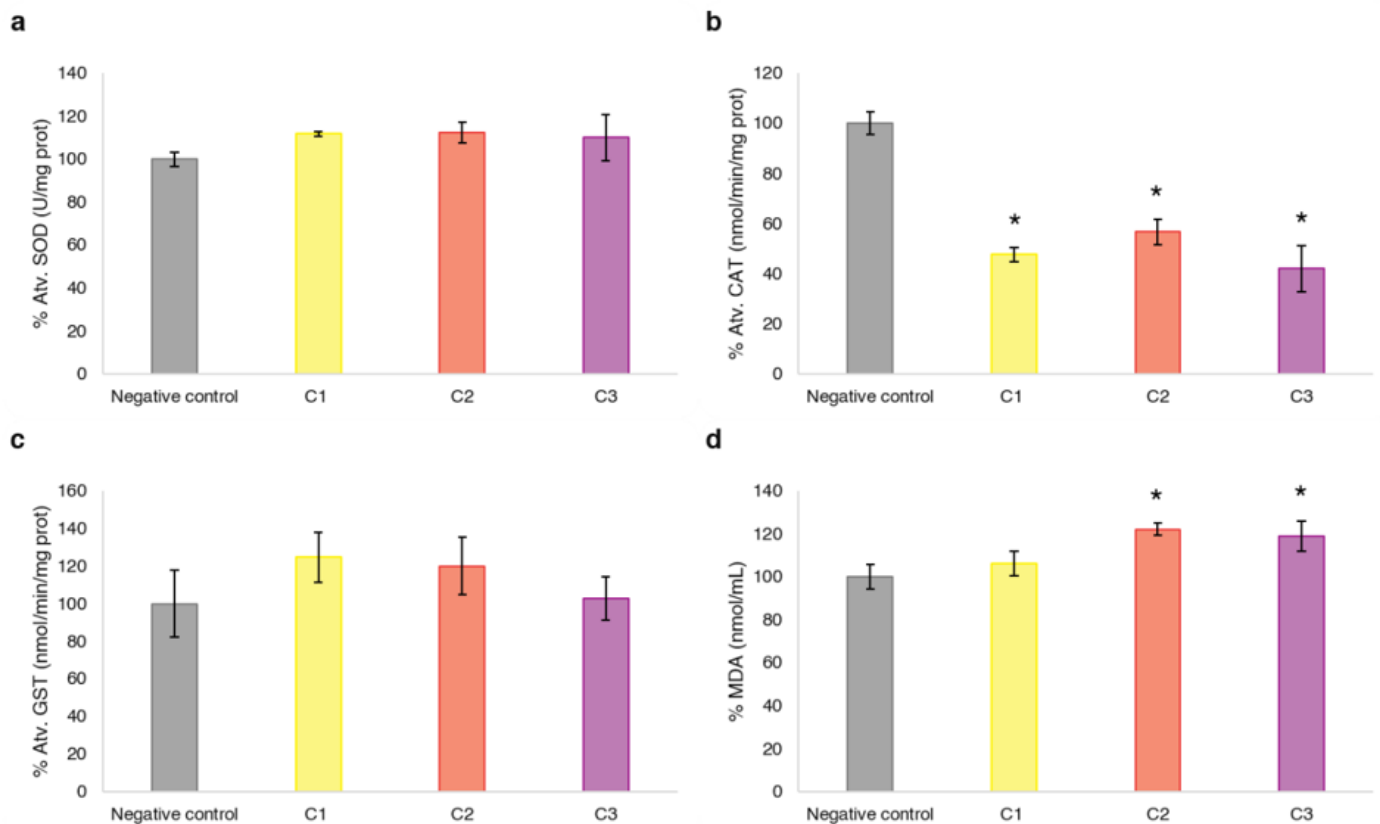 a
% Atv. SOD (U/mg prot)
140
120
100
80
60
40
20
0
Negative control C1 C2 C3
b
% Atv. CAT (nmol/min/mg prot)
120
100
80
60
40
20
0
* * *
Negative control C1 C2 C3
c
% Atv. GST (nmol/min/mg prot)
160
140
120
100
80
60
40
20
0
Negative control C1 C2 C3
d
% MDA (nmol/mL)
140
120
100
80
60
40
20
0
* *
Negative control C1 C2 C3